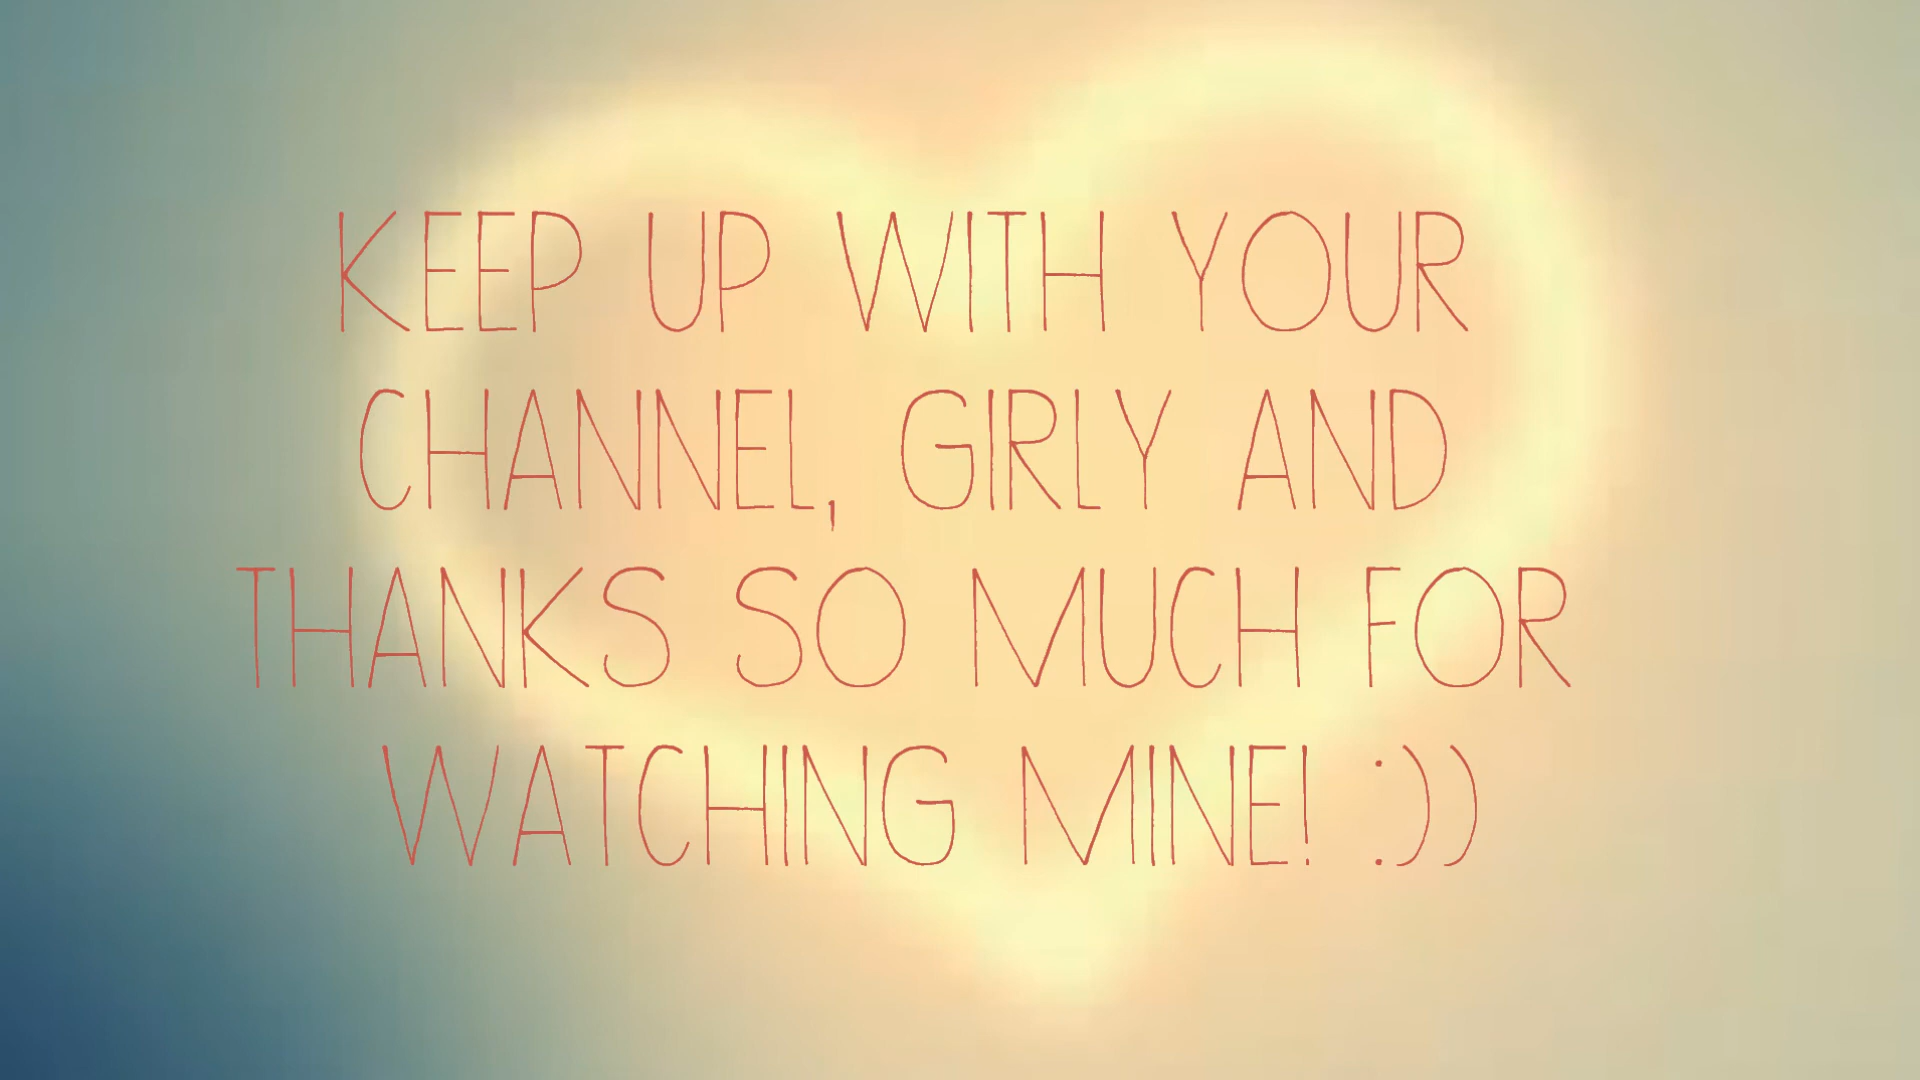 KEEP UP WITH YOUR
CHANNEL, GIRLY AND
THANKS SO MUCH FOR
WATCHING MINE! :))